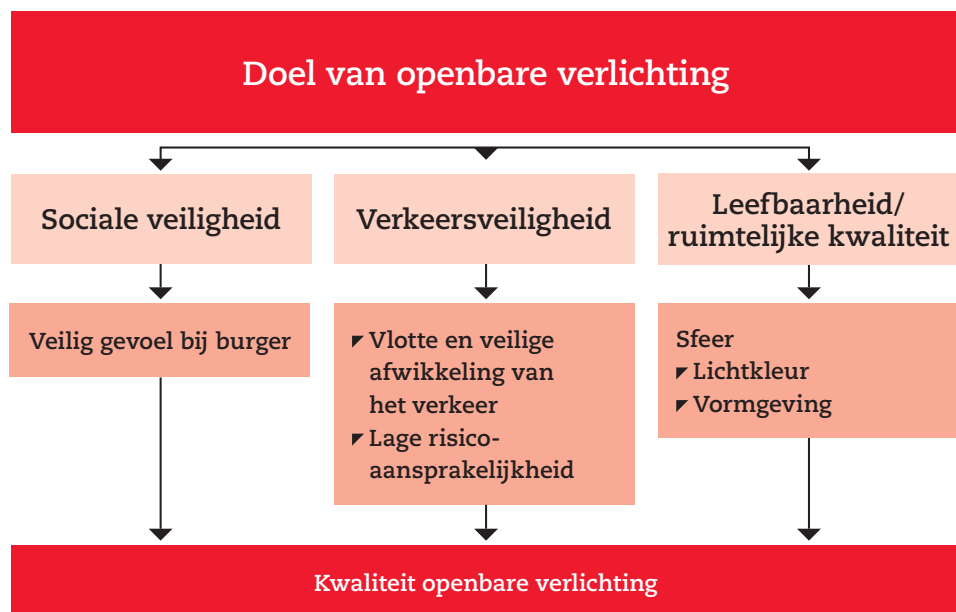 Doel van openbare verlichting
Sociale veiligheid
Veilig gevoel bij burger
Verkeersveiligheid
Vlotte en veilige
afwikkeling van
het verkeer
Lage risico-
aansprakelijkheid
Leefbaarheid/
ruimtelijke kwaliteit
Sfeer
Lichtkleur
Vormgeving
Kwaliteit openbare verlichting